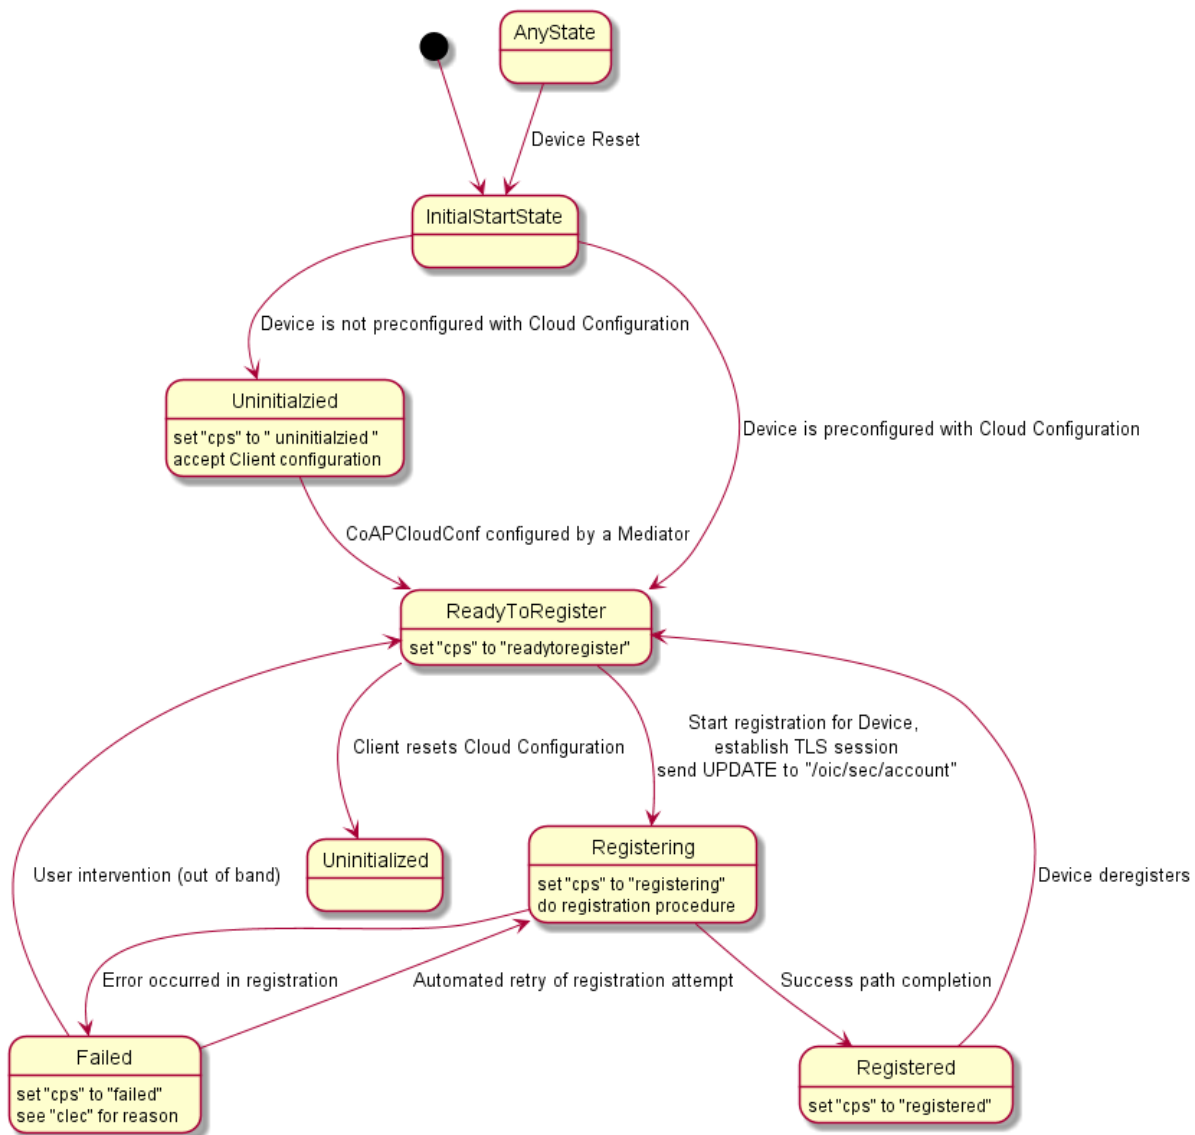 AnyState
Device Reset
InitialStartState
Device is not preconfigured with Cloud Configuration
Uninitialzied
set "cps" to " uninitialzied "
accept Client configuration
Device is preconfigured with Cloud Configuration
CoAPCloudConf configured by a Mediator
ReadyToRegister
set "cps" to "readytoregister"
Client resets Cloud Configuration
Start registration for Device,
establish TLS session
send UPDATE to "/oic/sec/account"
Uninitialized
Registering
set "cps" to "registering"
do registration procedure
User intervention (out of band)
Device deregisters
Error occurred in registration
Automated retry of registration attempt
Success path completion
Failed
set "cps" to "failed"
see "clec" for reason
Registered
set "cps" to "registered"